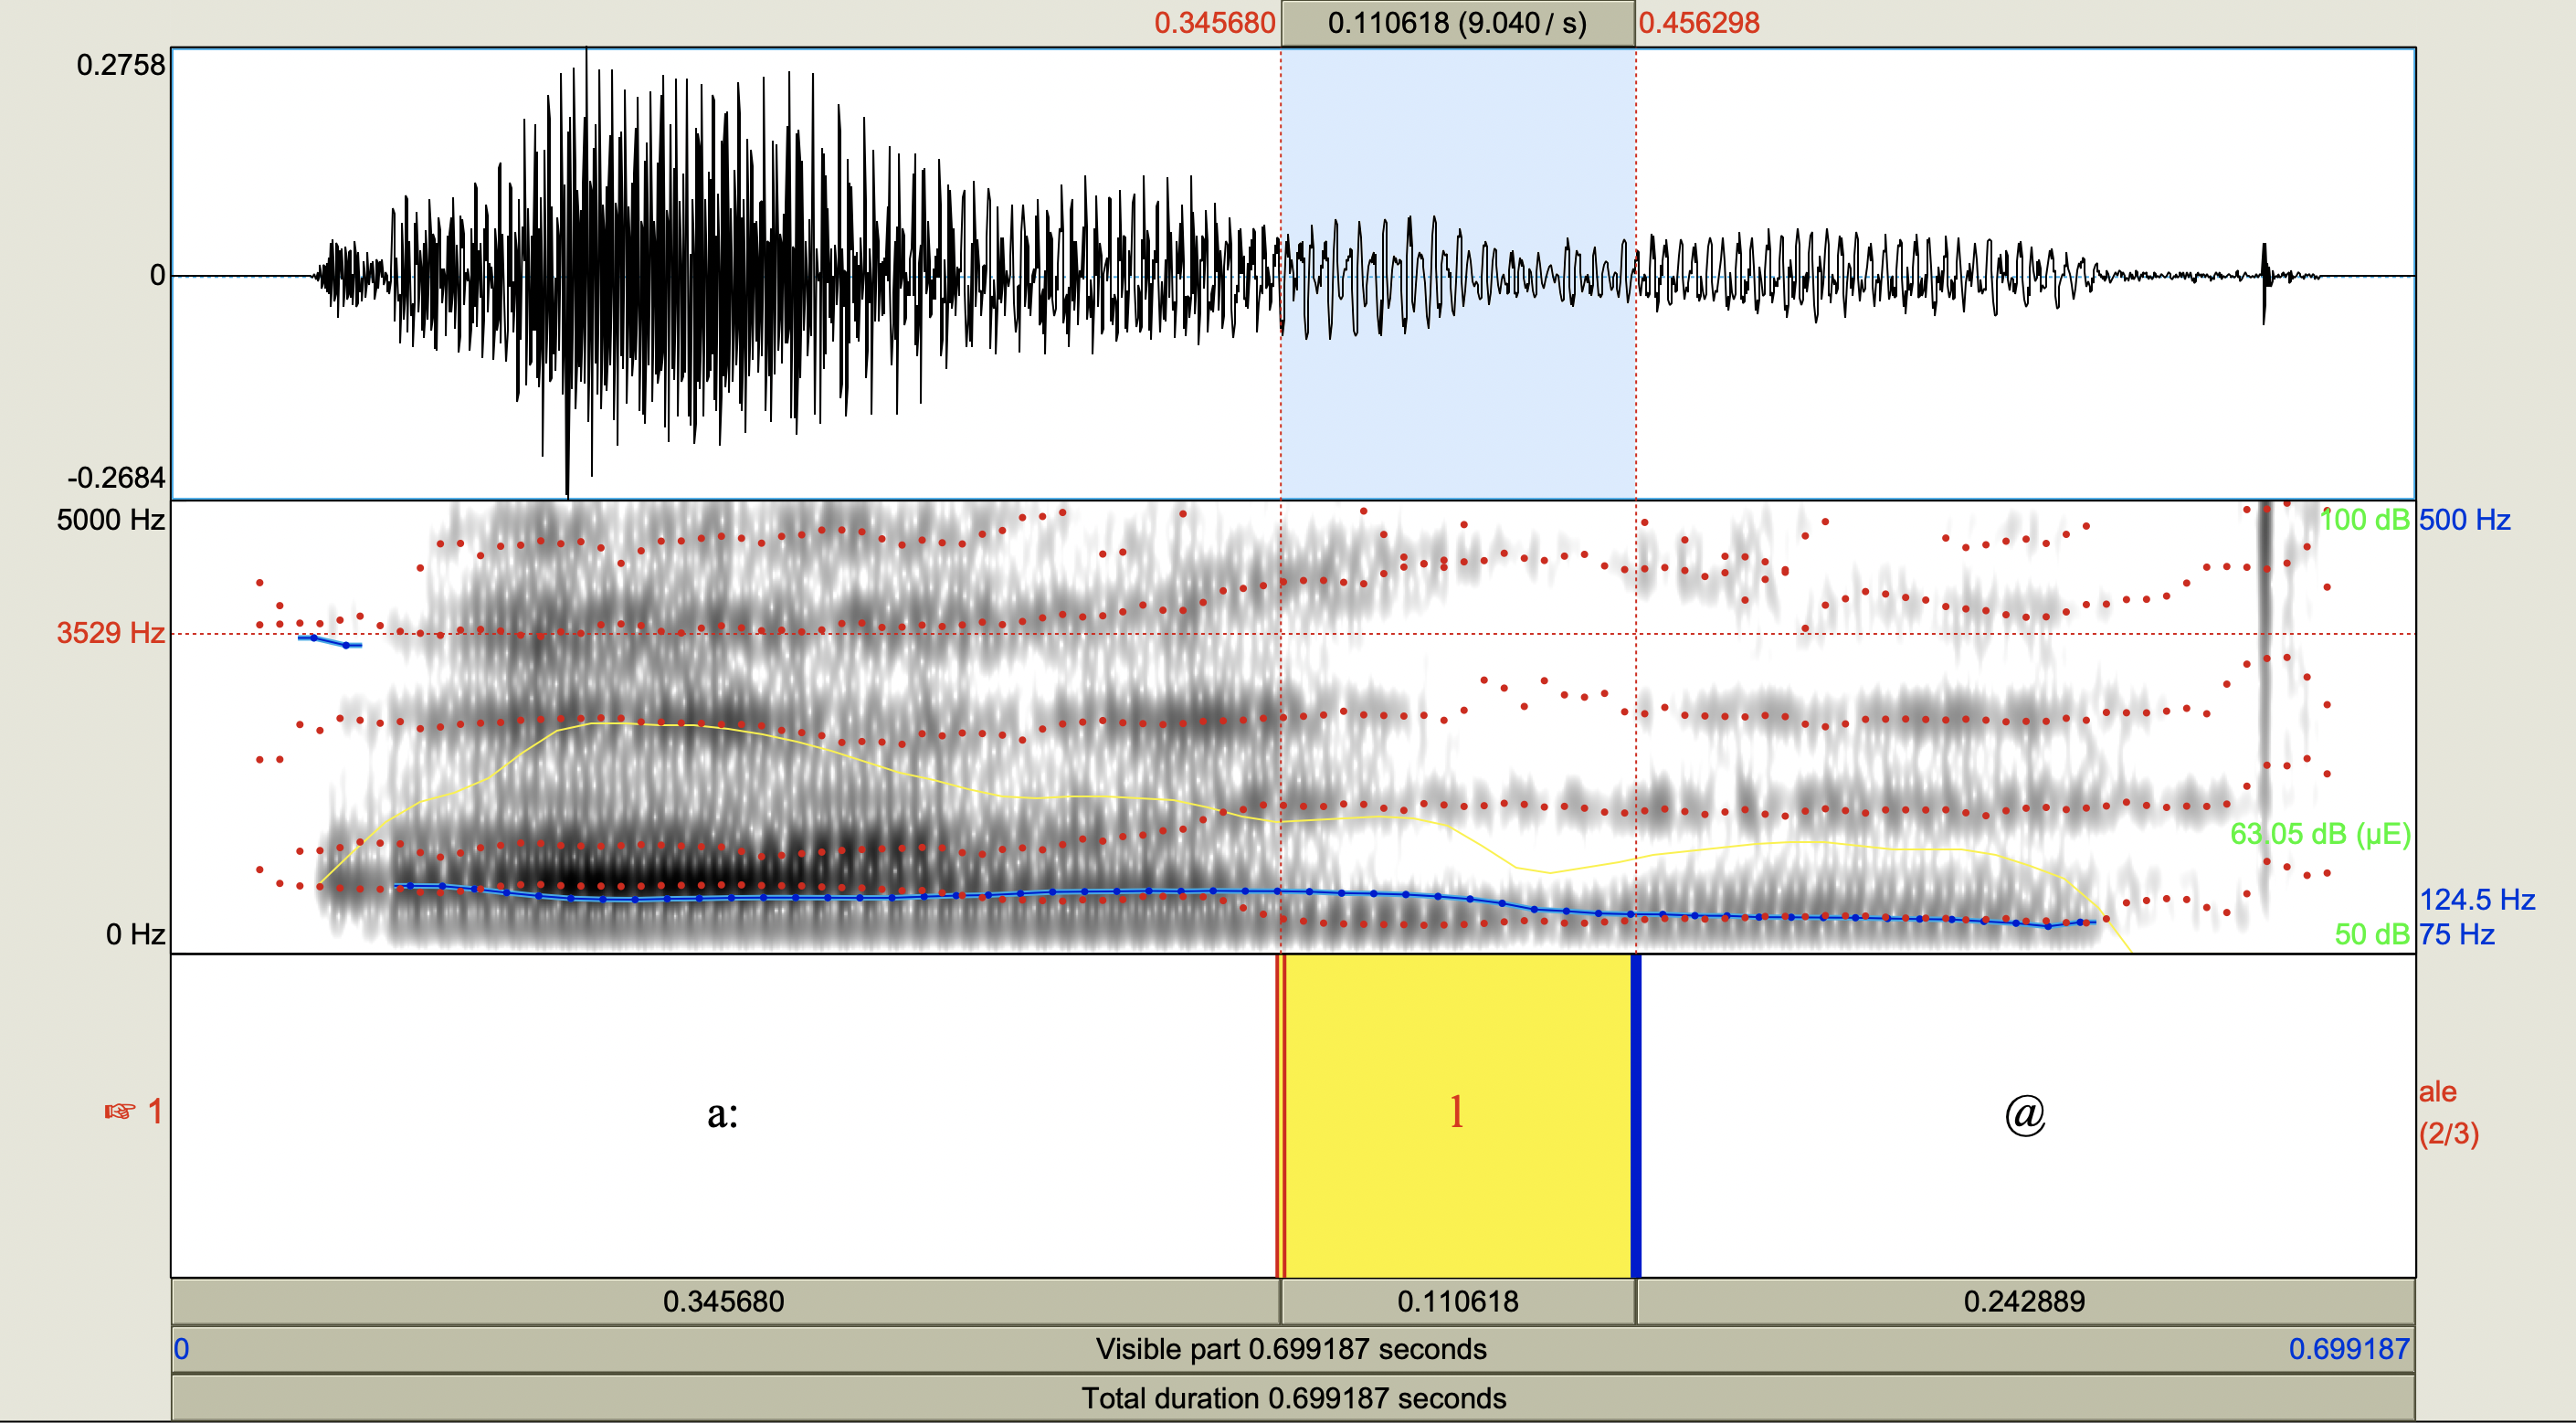 0.345680 0.110618 (9.040 / s) 0.456298
0.2758
0
-0.2684
5000 Hz 100 dB 500 Hz
3529 Hz
63.05 dB (µE)
124.5 Hz
0 Hz 50 dB 75 Hz
☞ 1 a: l @ ale
(2/3)
0.345680 0.110618 0.242889
0 Visible part 0.699187 seconds 0.699187
Total duration 0.699187 seconds